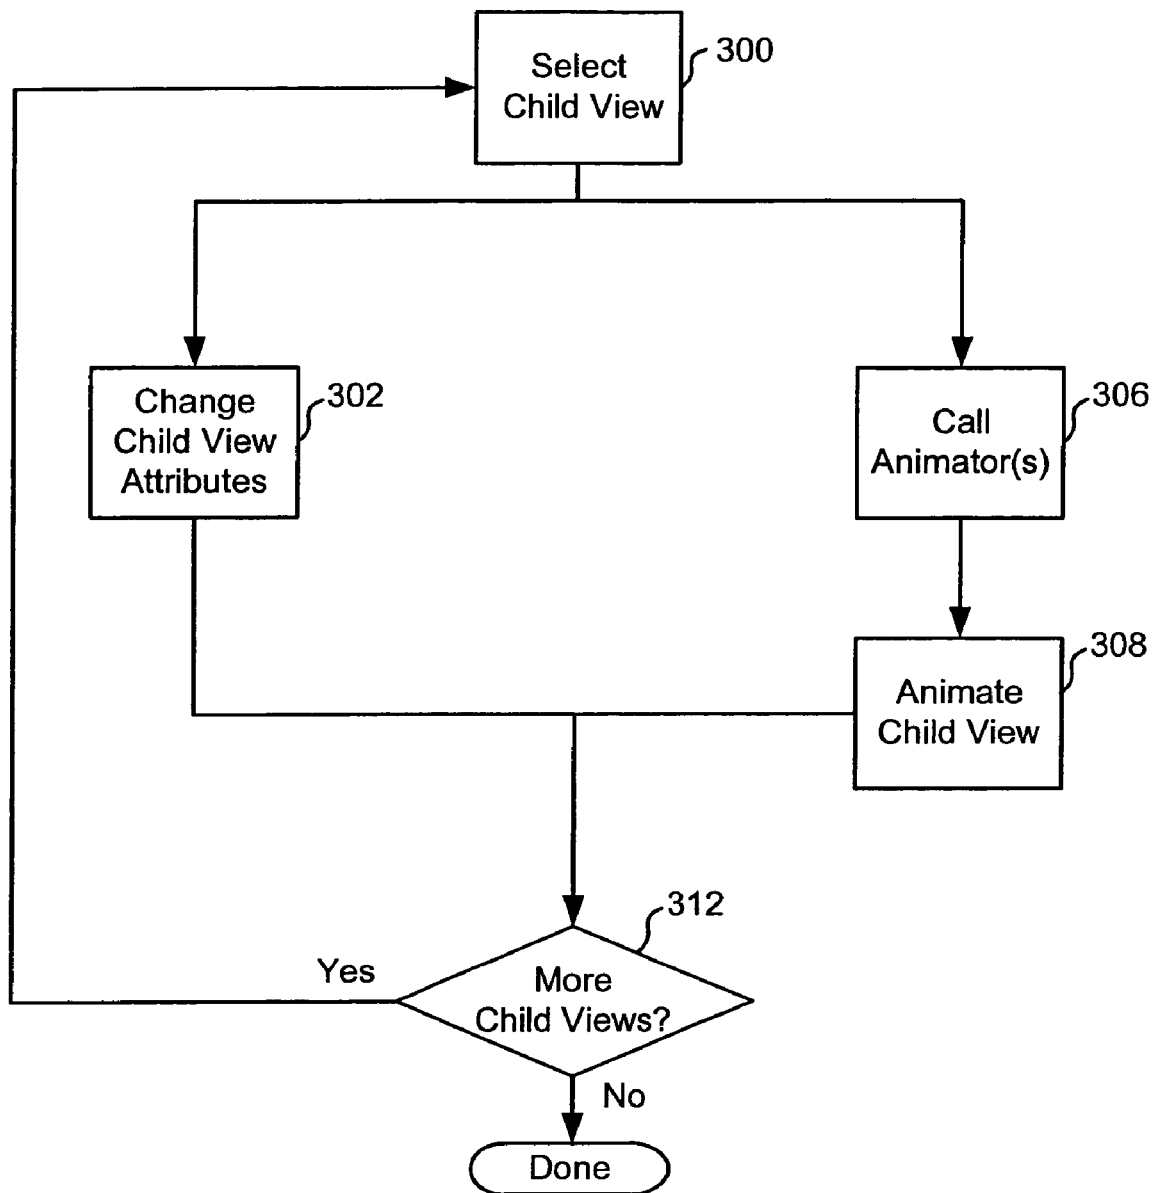 Select
Child View
300
Change
Child View
Attributes
302
Call
Animator(s)
306
Animate
Child View
308
More
Child Views?
312
Yes
No
Done